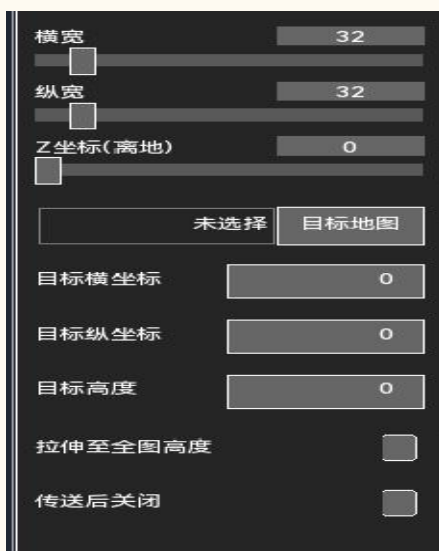 横宽 32
纵宽 32
Z坐标(离地) 0
未选择 目标地图
目标横坐标 0
目标纵坐标 0
目标高度 0
拉伸至全图高度
传送后关闭